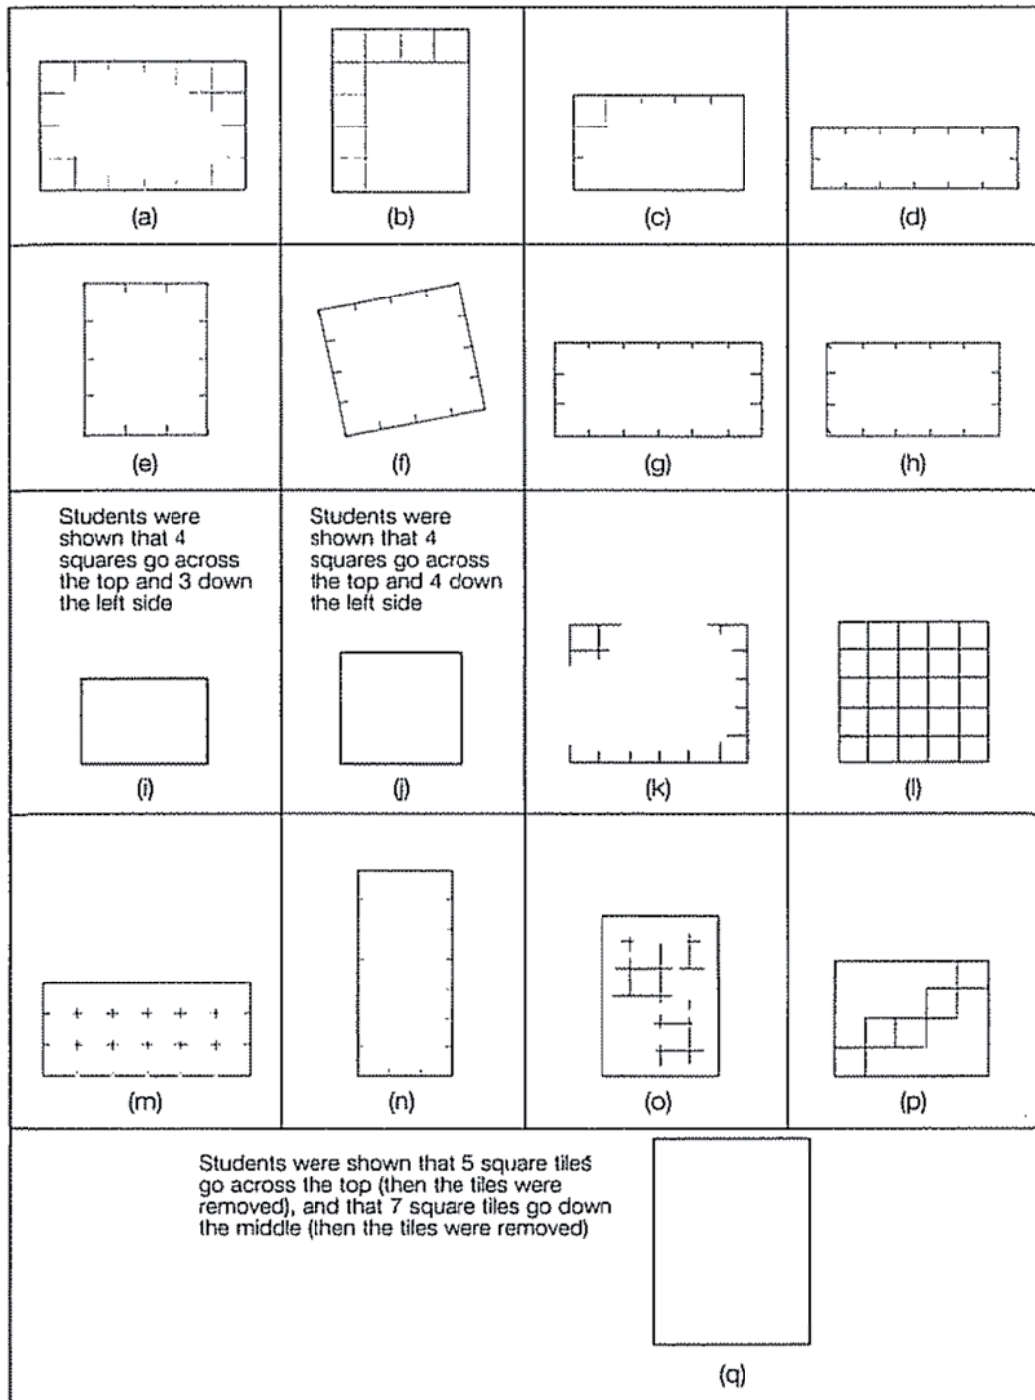 (a)
(b)
(c)
(d)
(e)
(f)
(g)
(h)
Students were
shown that 4
squares go across
the top and 3 down
the left side
(i)
Students were
shown that 4
squares go across
the top and 4 down
the left side
(j)
(k)
(l)
(m)
(n)
(o)
(p)
Students were shown that 5 square tiles
go across the top (then the tiles were
removed), and that 7 square tiles go down
the middle (then the tiles were removed)
(q)